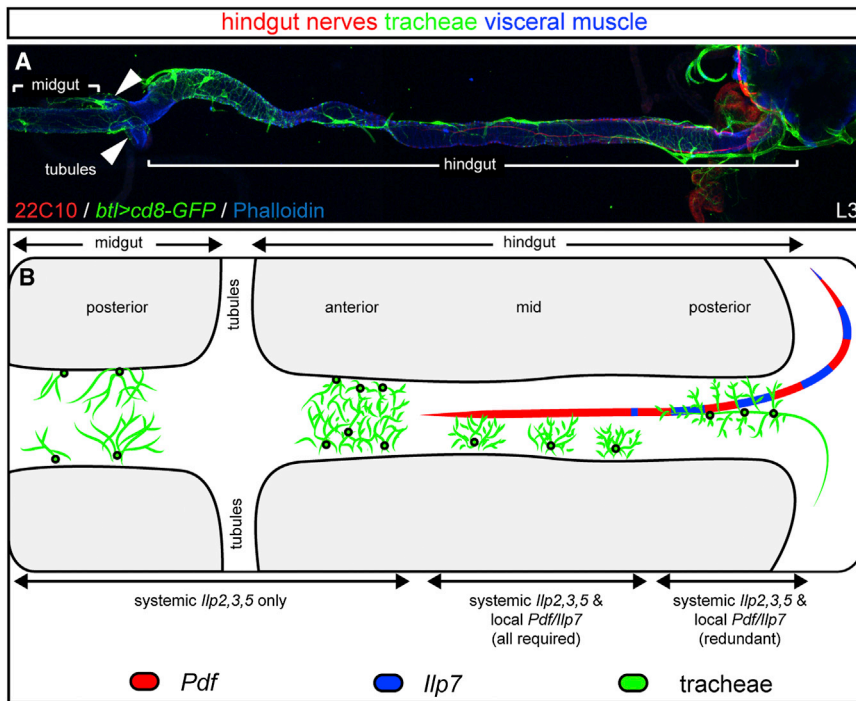 hindgut nerves tracheae visceral muscle
A
midgut
tubules
hindgut
22C10 / btl>cd8-GFP / Phalloidin
L3
midgut
hindgut
B
posterior
tubules
anterior
mid
posterior
tubules
systemic Ilp2,3,5 only
systemic Ilp2,3,5 &
local Pdf/Ilp7
(all required)
systemic Ilp2,3,5 &
local Pdf/Ilp7
(redundant)
Pdf
Ilp7
tracheae